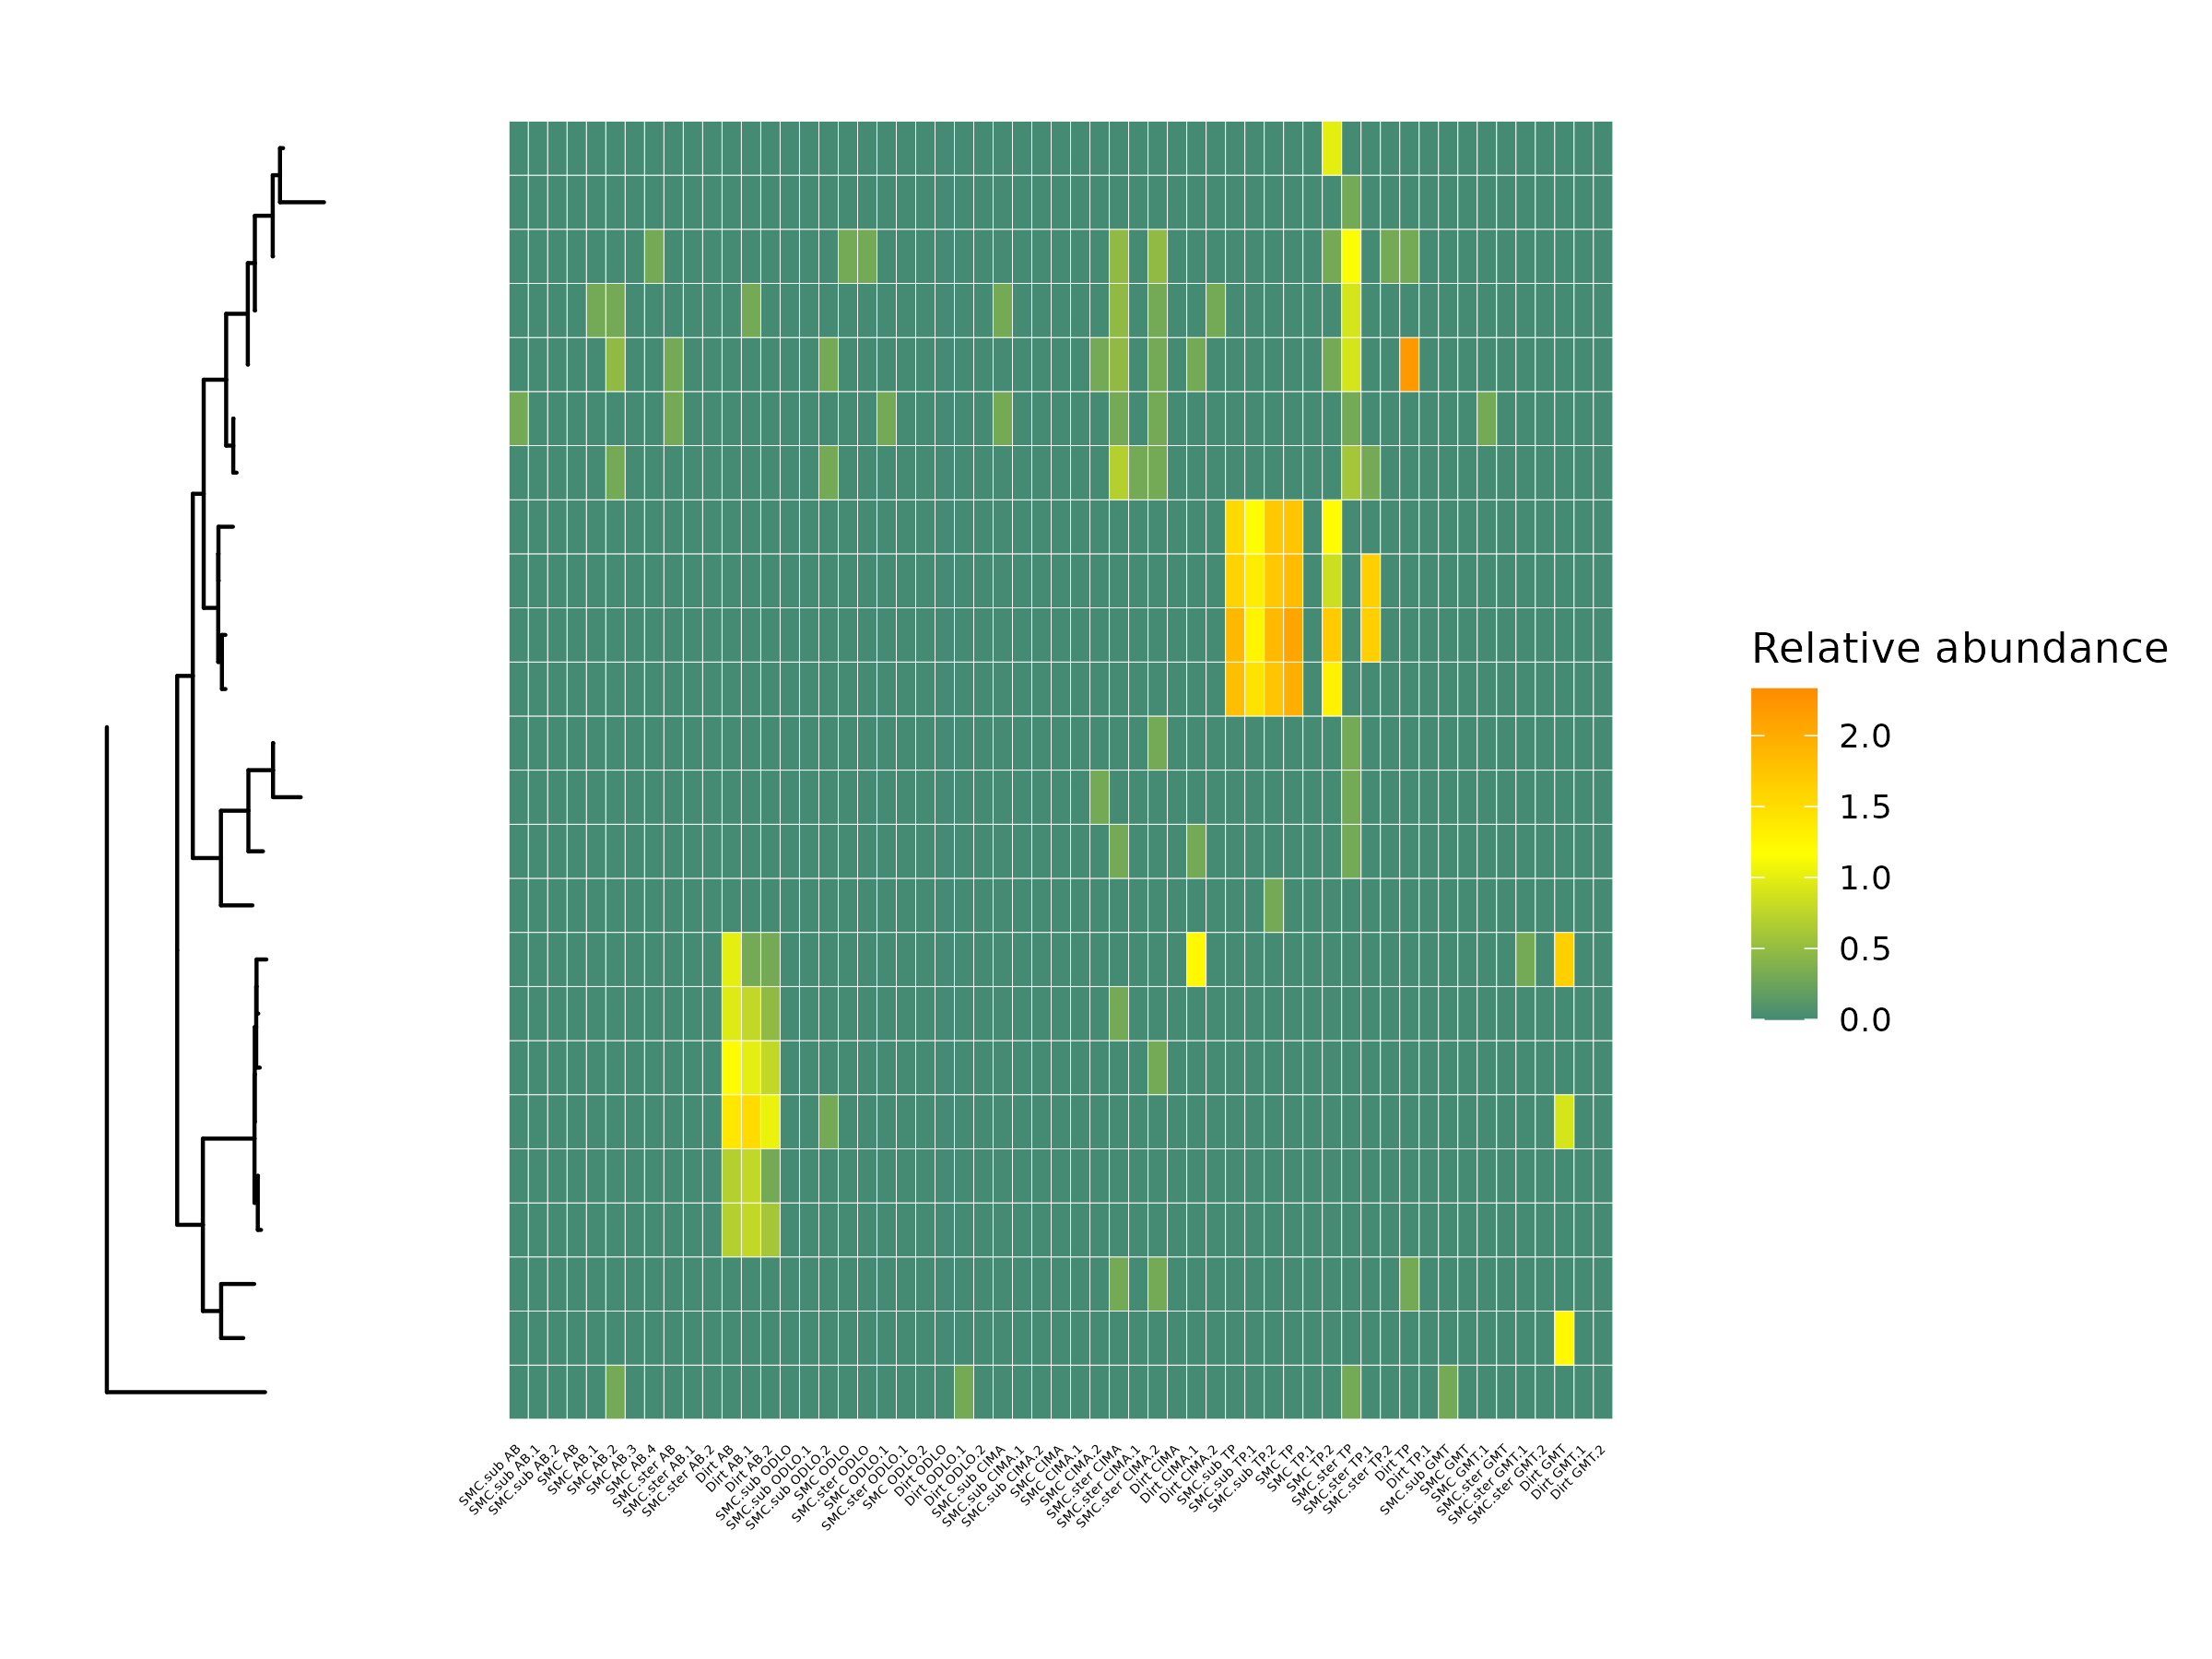 Relative abundance
2.0
1.5
1.0
0.5
0.0
SMC.sub AB
SMC.sub AB.1
SMC.sub AB.2
SMC AB
SMC AB.1
SMC AB.2
SMC AB.3
SMC AB.4
SMC.ster AB
SMC.ster AB.1
SMC.ster AB.2
Dirt AB
Dirt AB.1
Dirt AB.2
SMC.sub ODLO
SMC.sub ODLO.1
SMC.sub ODLO.2
SMC ODLO
SMC.ster ODLO
SMC ODLO.1
SMC.ster ODLO.1
SMC ODLO.2
Dirt ODLO
Dirt ODLO.1
Dirt ODLO.2
SMC.sub CIMA
SMC.sub CIMA.1
SMC.sub CIMA.2
SMC CIMA
SMC CIMA.1
SMC CIMA.2
SMC.ster CIMA
SMC.ster CIMA.1
SMC.ster CIMA.2
Dirt CIMA
Dirt CIMA.1
Dirt CIMA.2
SMC.sub TP
SMC.sub TP.1
SMC.sub TP.2
SMC TP
SMC TP.1
SMC TP.2
SMC.ster TP
SMC.ster TP.1
SMC.ster TP.2
Dirt TP
Dirt TP.1
SMC.sub GMT
SMC GMT
SMC GMT.1
SMC.ster GMT
SMC.ster GMT.1
SMC.ster GMT.2
Dirt GMT
Dirt GMT.1
Dirt GMT.2